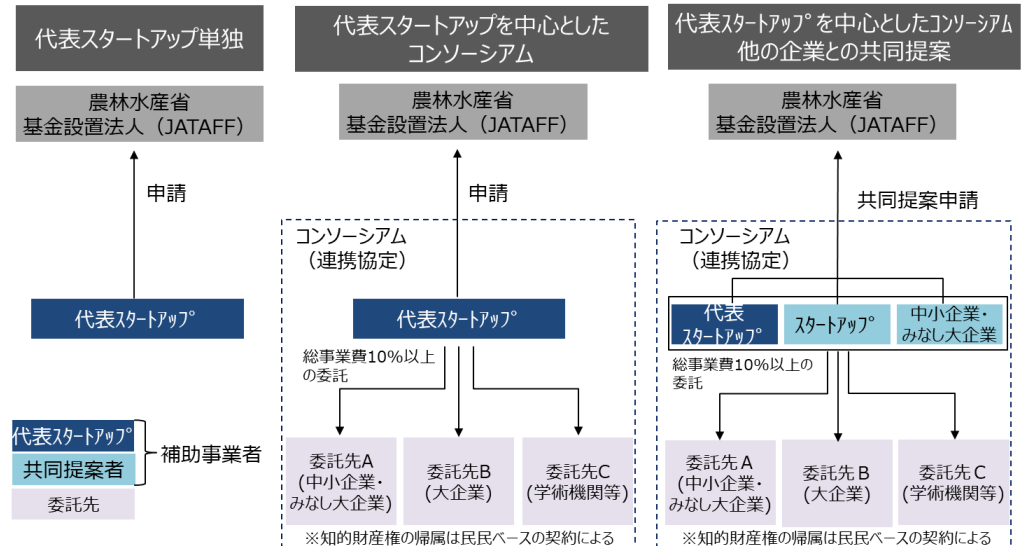 代表スタートアップ単独
農林水産省
基金設置法人（JATAFF）
申請
代表ｽﾀｰﾄｱｯﾌﾟ
代表ｽﾀｰﾄｱｯﾌﾟ
共同提案者
補助事業者
委託先
代表スタートアップを中心とした
コンソーシアム
農林水産省
基金設置法人（JATAFF）
申請
コンソーシアム
（連携協定）
代表ｽﾀｰﾄｱｯﾌﾟ
総事業費10%以上
の委託
委託先A
(中小企業・
みなし大企業)
委託先B
(大企業)
委託先C
(学術機関等)
※知的財産権の帰属は民民ベースの契約による
代表ｽﾀｰﾄｱｯﾌﾟを中心としたｺﾝｿｰｼｱﾑ
他の企業との共同提案
農林水産省
基金設置法人（JATAFF）
共同提案申請
コンソーシアム
（連携協定）
代表
ｽﾀｰﾄｱｯﾌﾟ
ｽﾀｰﾄｱｯﾌﾟ
中小企業・
みなし大企業
総事業費10%以上の
委託
委託先A
(中小企業・
みなし大企業)
委託先B
(大企業)
委託先C
(学術機関等)
※知的財産権の帰属は民民ベースの契約による